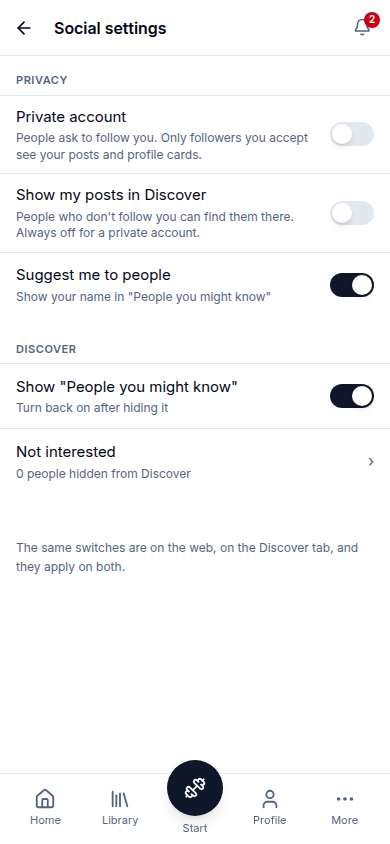 Social settings
2
PRIVACY
Private account
People ask to follow you. Only followers you accept
see your posts and profile cards.
Show my posts in Discover
People who don't follow you can find them there.
Always off for a private account.
Suggest me to people
Show your name in "People you might know"
DISCOVER
Show "People you might know"
Turn back on after hiding it
Not interested
0 people hidden from Discover
The same switches are on the web, on the Discover tab, and
they apply on both.
Home
Library
Start
Profile
More